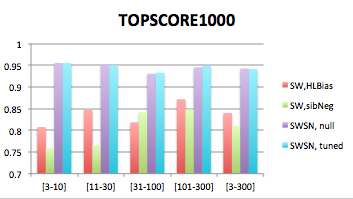 TOPSCORE1000
1
0.95
0.9
0.85
0.8
0.75
0.7
[3-10] [11-30] [31-100] [101-300] [3-300]
SW,HLBias
SW,sibNeg
SWSN, null
SWSN, tuned